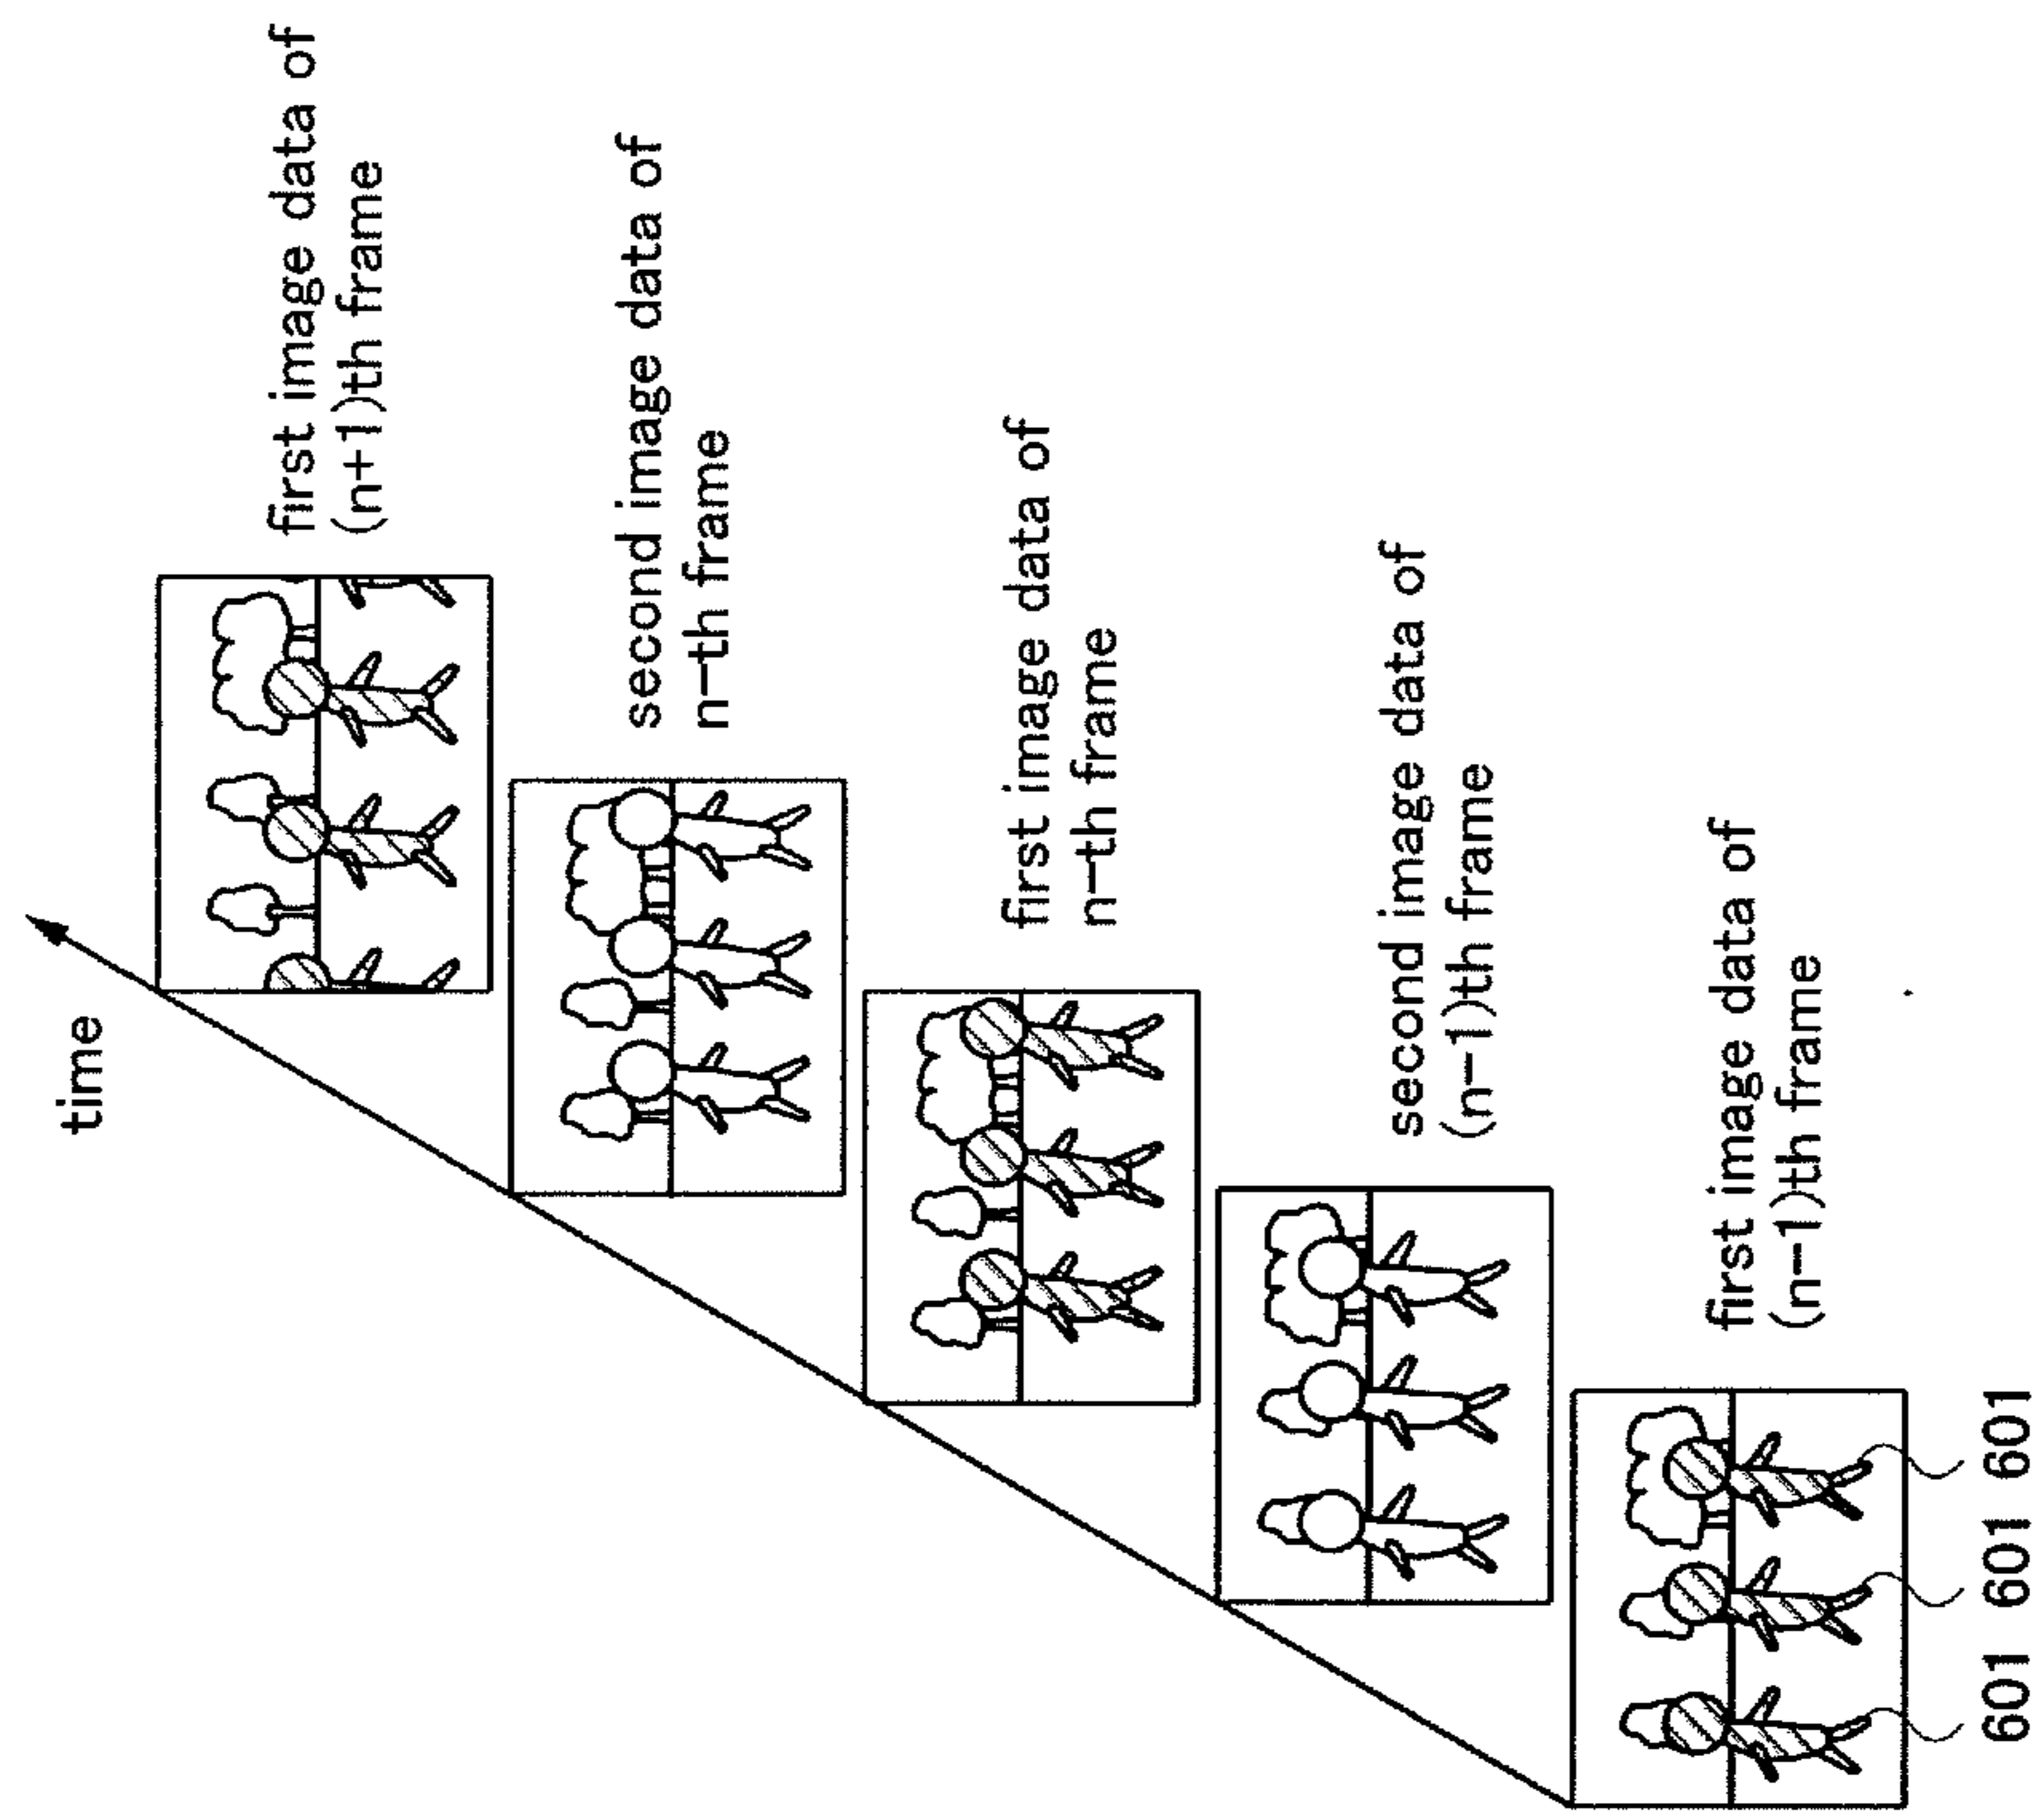 time
first image data of
(n+1)th frame
second image data of
n-th frame
first image data of
n-th frame
second image data of
(n-1)th frame
first image data of
(n-1)th frame
601 601 601